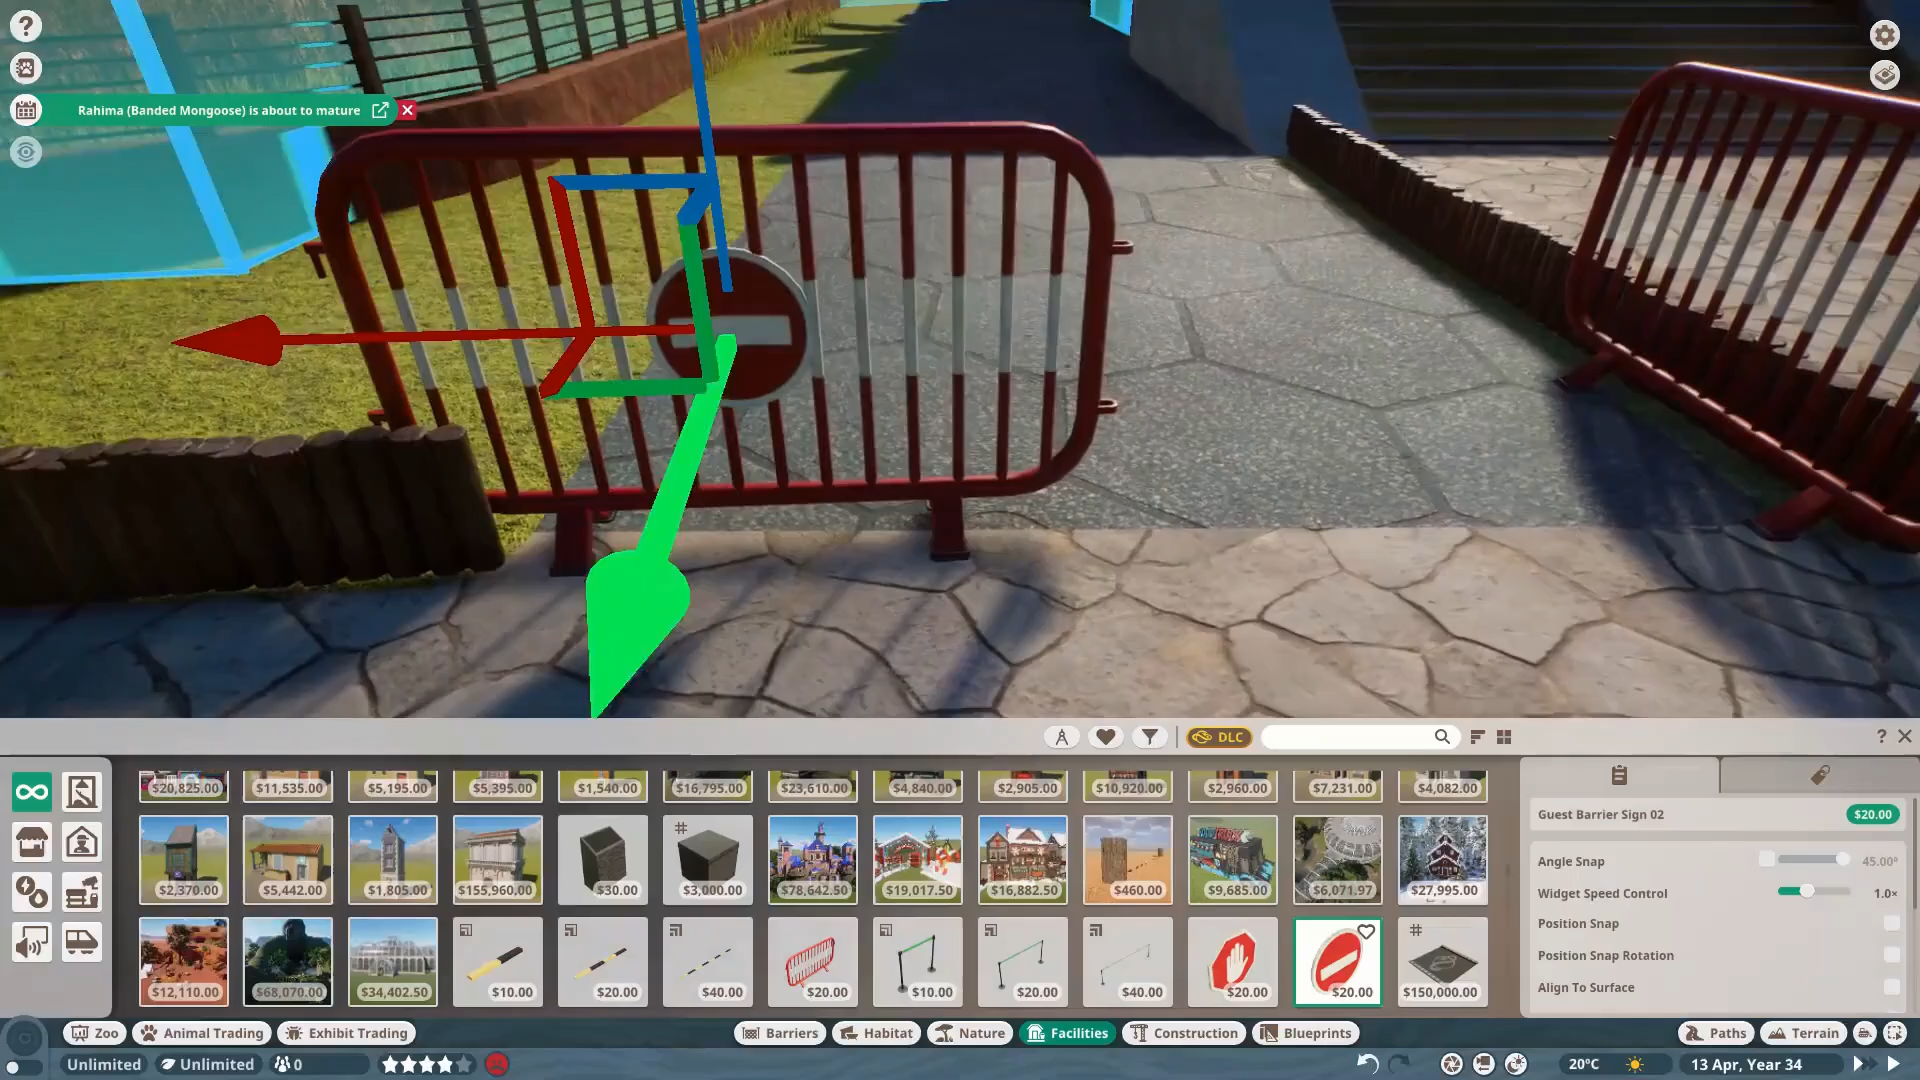 ?
Rahima (Banded Mongoose) is about to mature
DLC
?
$20,825.00 $11,535.00 $5,195.00 $5,395.00 $1,540.00 $16,795.00 $23,610.00 $4,840.00 $2,905.00 $10,920.00 $2,960.00 $7,231.00 $4,082.00
Guest Barrier Sign 02 $20.00
Angle Snap 45.00°
$2,370.00 $5,442.00 $1,805.00 $155,960.00 $30.00 $3,000.00 $78,642.50 $19,017.50 $16,882.50 $460.00 $9,685.00 $6,071.97 $27,995.00
Widget Speed Control 1.0×
Position Snap
Position Snap Rotation
Align To Surface
$12,110.00 $68,070.00 $34,402.50 $10.00 $20.00 $40.00 $20.00 $10.00 $20.00 $40.00 $20.00 $20.00 $150,000.00
Zoo Animal Trading Exhibit Trading Barriers Habitat Nature Facilities Construction Blueprints Paths Terrain
Unlimited Unlimited 0 20°C 13 Apr, Year 34